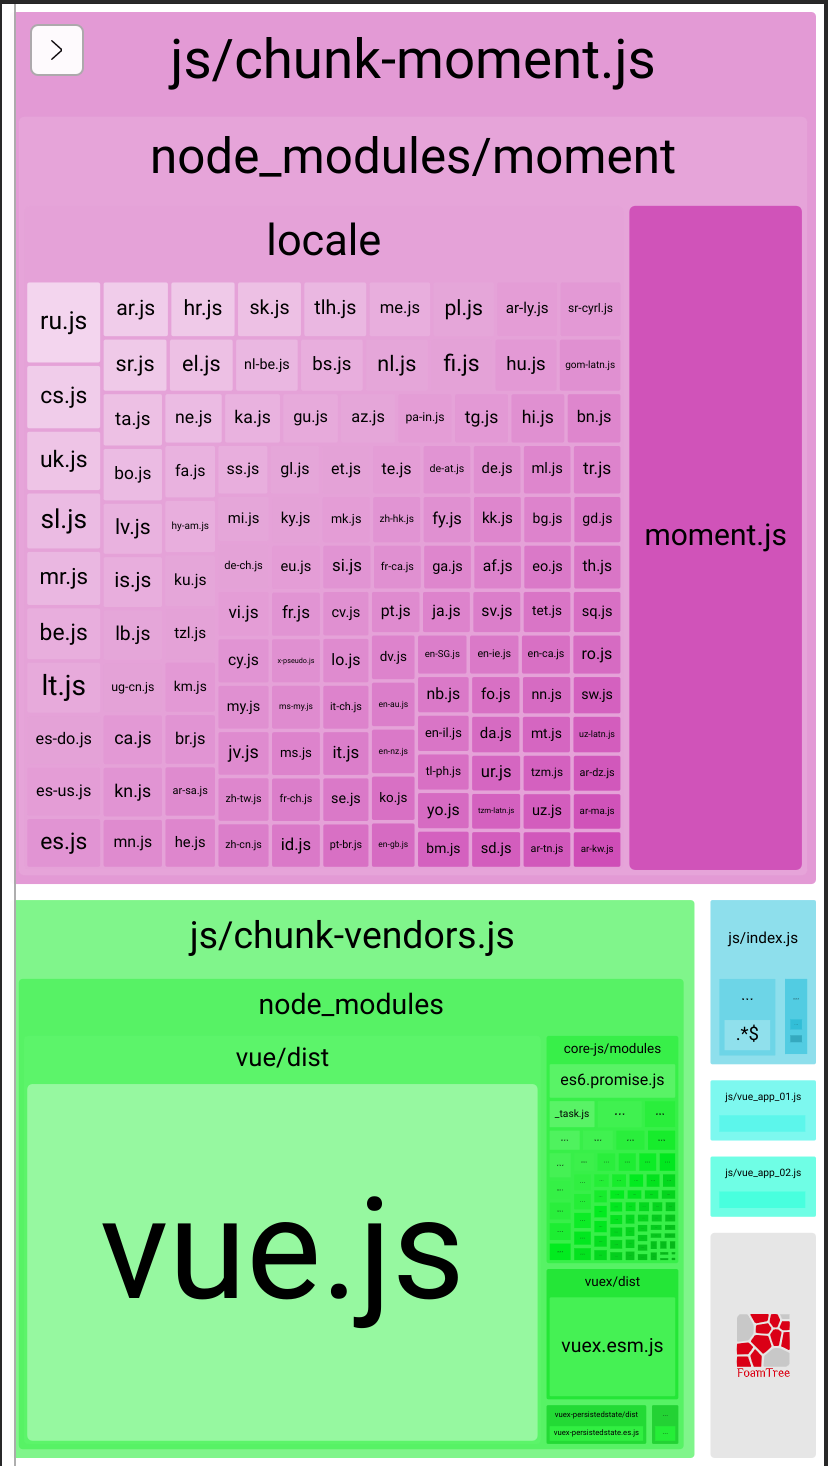 >
js/chunk-moment.js
node_modules/moment
locale
moment.js
ru.js
cs.js
uk.js
sl.js
mr.js
be.js
lt.js
es-do.js
es-us.js
es.js
ar.js hr.js sk.js tlh.js me.js pl.js ar-ly.js sr-cyrl.js
sr.js el.js nl-be.js bs.js nl.js fi.js hu.js gom-latn.js
ta.js ne.js ka.js gu.js az.js pa-in.js tg.js hi.js bn.js
bo.js fa.js ss.js gl.js et.js te.js de-at.js de.js ml.js tr.js
lv.js hy-am.js mi.js ky.js mk.js zh-hk.js fy.js kk.js bg.js gd.js
is.js ku.js de-ch.js eu.js si.js fr-ca.js ga.js af.js eo.js th.js
lb.js tzl.js vi.js fr.js cv.js pt.js ja.js sv.js tet.js sq.js
ug-cn.js km.js cy.js x-pseudo.js lo.js dv.js en-SG.js en-ie.js en-ca.js ro.js
ca.js br.js my.js ms-my.js it-ch.js en-au.js nb.js fo.js nn.js sw.js
kn.js ar-sa.js jv.js ms.js it.js en-nz.js en-il.js da.js mt.js uz-latn.js
mn.js he.js zh-tw.js fr-ch.js se.js ko.js tl-ph.js ur.js tzm.js ar-dz.js
zh-cn.js id.js pt-br.js en-gb.js yo.js tzm-latn.js uz.js ar-ma.js
bm.js sd.js ar-tn.js ar-kw.js
js/chunk-vendors.js
node_modules
vue/dist
vue.js
core-js/modules
es6.promise.js
_task.js ... ...
... ... ... ...
vuex/dist
vuex.esm.js
vuex-persistedstate/dist
vuex-persistedstate.es.js
js/index.js
...
.*$
js/vue_app_01.js
js/vue_app_02.js
FoamTree